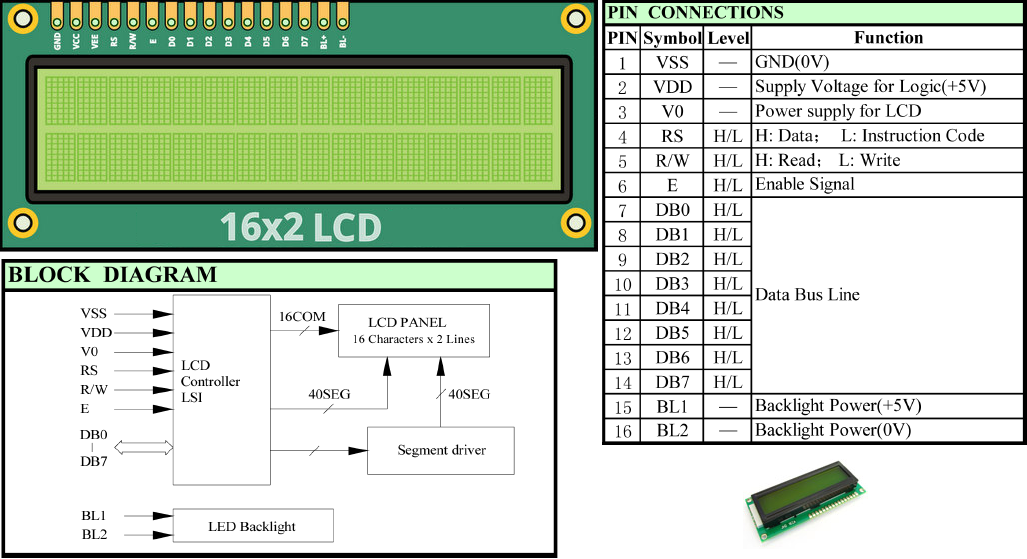 GND VCC VEE RS R/W E D0 D1 D2 D3 D4 D5 D6 D7 BL+ BL-
16x2 LCD
BLOCK DIAGRAM
VSS
VDD
V0
RS
R/W
E
DB0
DB7
BL1
BL2
LCD
Controller
LSI
16COM
LCD PANEL
16 Characters x 2 Lines
40SEG
40SEG
Segment driver
LED Backlight
PIN CONNECTIONS
PIN Symbol Level Function
1 VSS — GND(0V)
2 VDD — Supply Voltage for Logic(+5V)
3 V0 — Power supply for LCD
4 RS H/L H: Data; L: Instruction Code
5 R/W H/L H: Read; L: Write
6 E H/L Enable Signal
7 DB0 H/L
8 DB1 H/L
9 DB2 H/L
10 DB3 H/L
Data Bus Line
11 DB4 H/L
12 DB5 H/L
13 DB6 H/L
14 DB7 H/L
15 BL1 — Backlight Power(+5V)
16 BL2 — Backlight Power(0V)